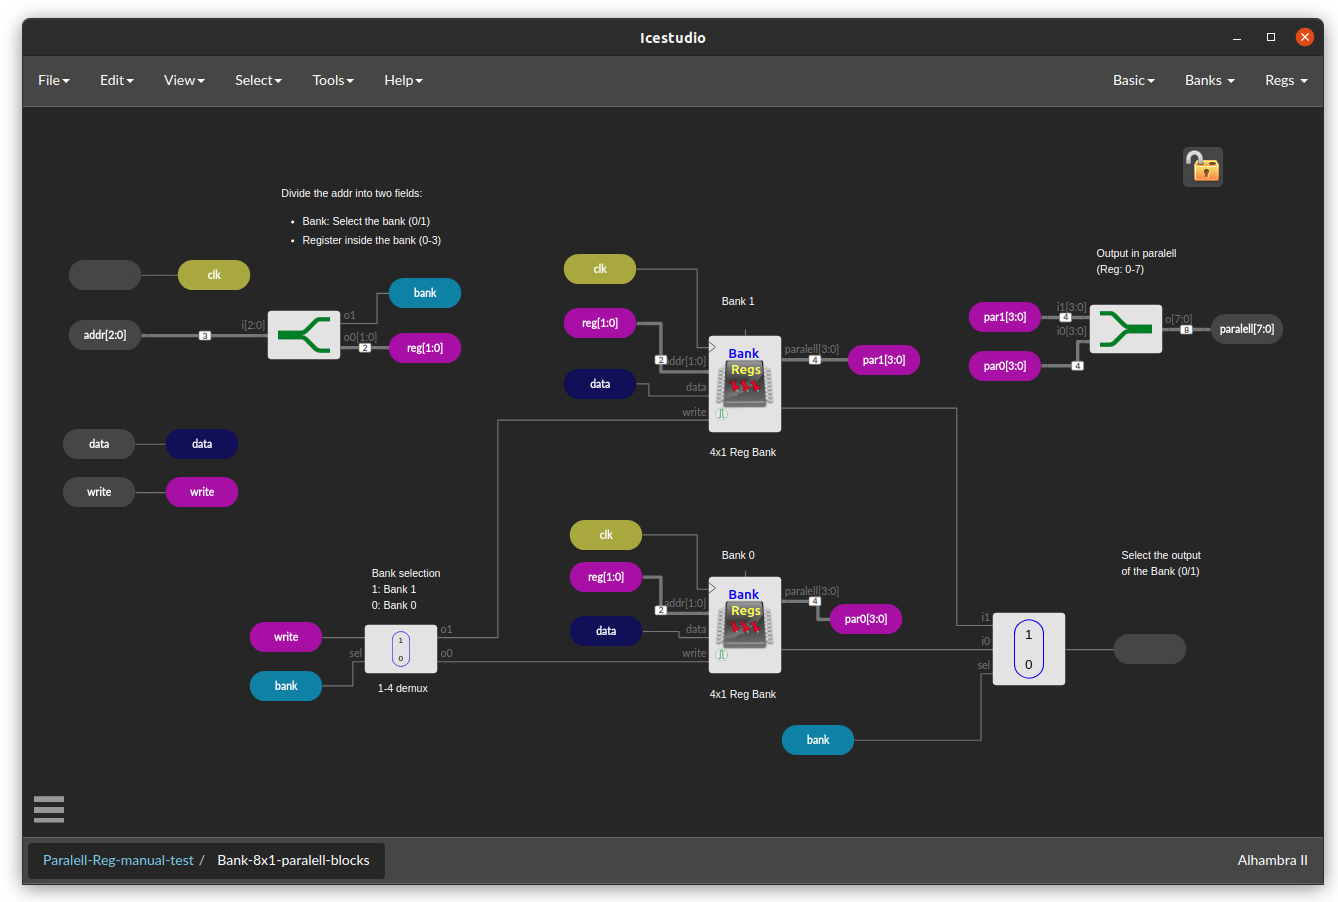 Icestudio
File Edit View Select Tools Help Basic Banks Regs
Divide the addr into two fields:
• Bank: Select the bank (0/1)
• Register inside the bank (0-3)
clk
addr[2:0] 3 i[2:0] o1 o0[1:0] 2
bank
reg[1:0]
data data
write write
Bank selection
1: Bank 1
0: Bank 0
write
bank
sel 1 0 o1 o0
1-4 demux
clk
reg[1:0] 2
data
Bank 1
addr[1:0]
data
write
Bank
Regs
paralell[3:0] 4 par1[3:0]
4x1 Reg Bank
clk
reg[1:0] 2
data
Bank 0
addr[1:0]
data
write
Bank
Regs
paralell[3:0] 4
par0[3:0]
4x1 Reg Bank
bank
Output in paralell
(Reg: 0-7)
par1[3:0] 4 i1[3:0]
par0[3:0] 4 i0[3:0]
o[7:0] 8 paralell[7:0]
Select the output
of the Bank (0/1)
i1
i0
sel
1
0
Paralell-Reg-manual-test / Bank-8x1-paralell-blocks
Alhambra II